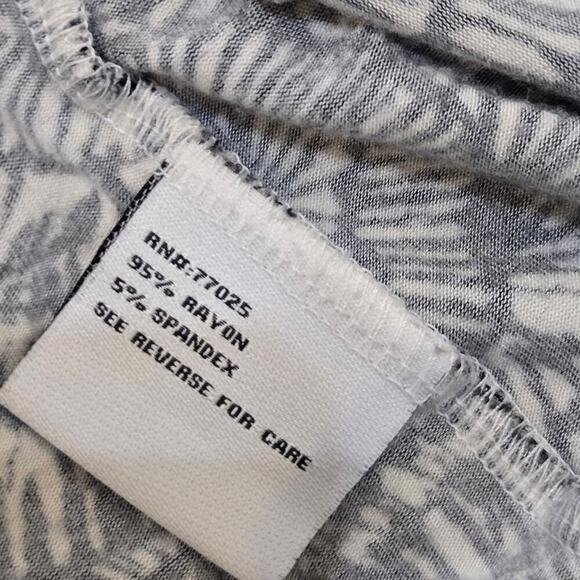 RN#:77025
95% RAYON
5% SPANDEX
SEE REVERSE FOR CARE